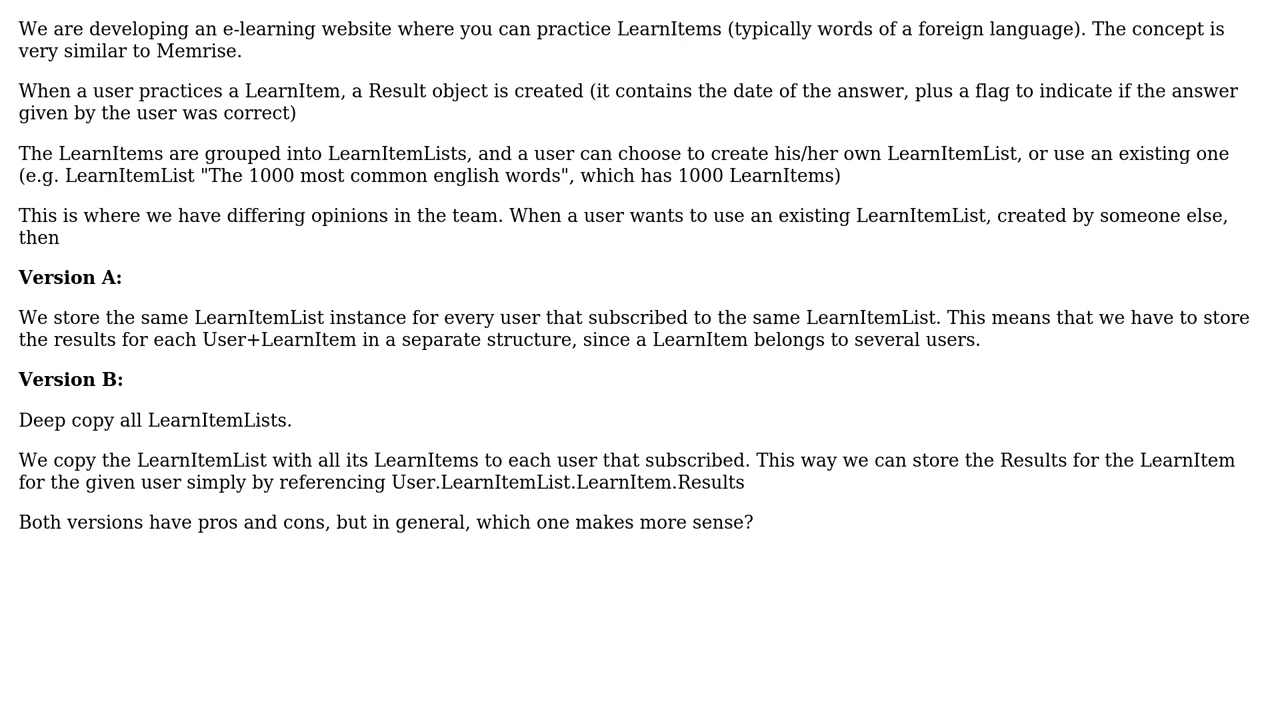 We are developing an e-learning website where you can practice LearnItems (typically words of a foreign language). The concept is
very similar to Memrise.
When a user practices a LearnItem, a Result object is created (it contains the date of the answer, plus a flag to indicate if the answer
given by the user was correct)
The LearnItems are grouped into LearnItemLists, and a user can choose to create his/her own LearnItemList, or use an existing one
(e.g. LearnItemList "The 1000 most common english words", which has 1000 LearnItems)
This is where we have differing opinions in the team. When a user wants to use an existing LearnItemList, created by someone else,
then
Version A:
We store the same LearnItemList instance for every user that subscribed to the same LearnItemList. This means that we have to store
the results for each User+LearnItem in a separate structure, since a LearnItem belongs to several users.
Version B:
Deep copy all LearnItemLists.
We copy the LearnItemList with all its LearnItems to each user that subscribed. This way we can store the Results for the LearnItem
for the given user simply by referencing User.LearnItemList.LearnItem.Results
Both versions have pros and cons, but in general, which one makes more sense?